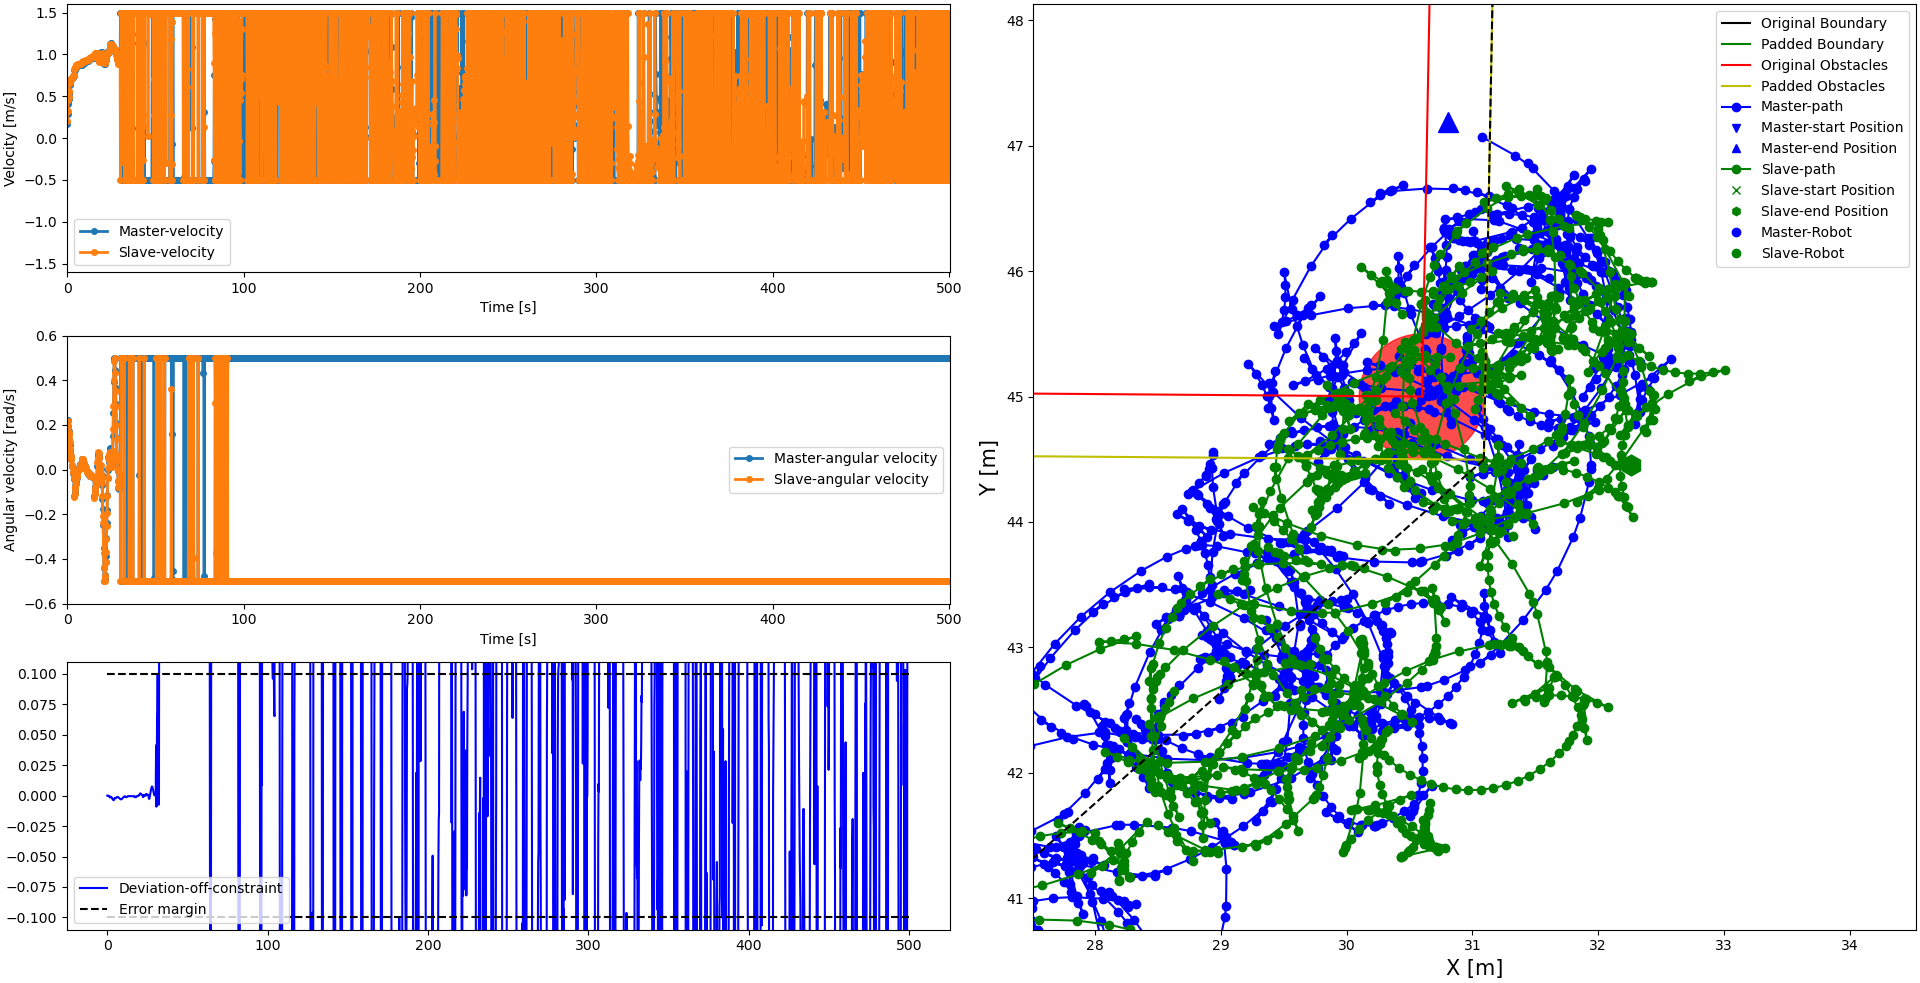 1.5
1.0
0.5
0.0
−0.5
−1.0
−1.5
Velocity [m/s]
Master-velocity
Slave-velocity
0 100 200 300 400 500
Time [s]
0.6
0.4
0.2
0.0
−0.2
−0.4
−0.6
Angular velocity [rad/s]
Master-angular velocity
Slave-angular velocity
0 100 200 300 400 500
Time [s]
0.100
0.075
0.050
0.025
0.000
−0.025
−0.050
−0.075
−0.100
Deviation-off-constraint
Error margin
0 100 200 300 400 500
48
47
46
45
44
43
42
41
Y [m]
Original Boundary
Padded Boundary
Original Obstacles
Padded Obstacles
Master-path
Master-start Position
Master-end Position
Slave-path
Slave-start Position
Slave-end Position
Master-Robot
Slave-Robot
28 29 30 31 32 33 34
X [m]